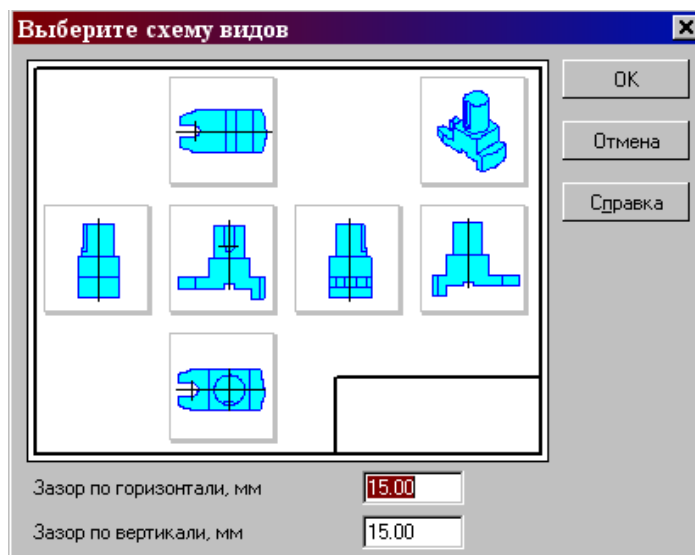 Выберите схему видов
OK
Отмена
Справка
Зазор по горизонтали, мм
15.00
Зазор по вертикали, мм
15.00